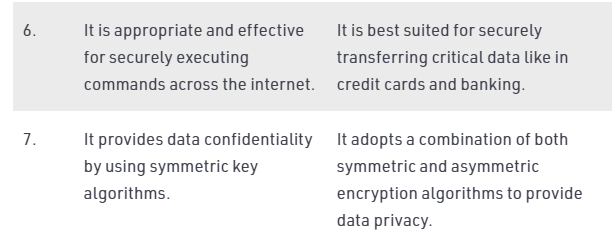 6. It is appropriate and effective It is best suited for securely
for securely executing transferring critical data like in
commands across the internet. credit cards and banking.
7. It provides data confidentiality It adopts a combination of both
by using symmetric key symmetric and asymmetric
algorithms. encryption algorithms to provide
data privacy.